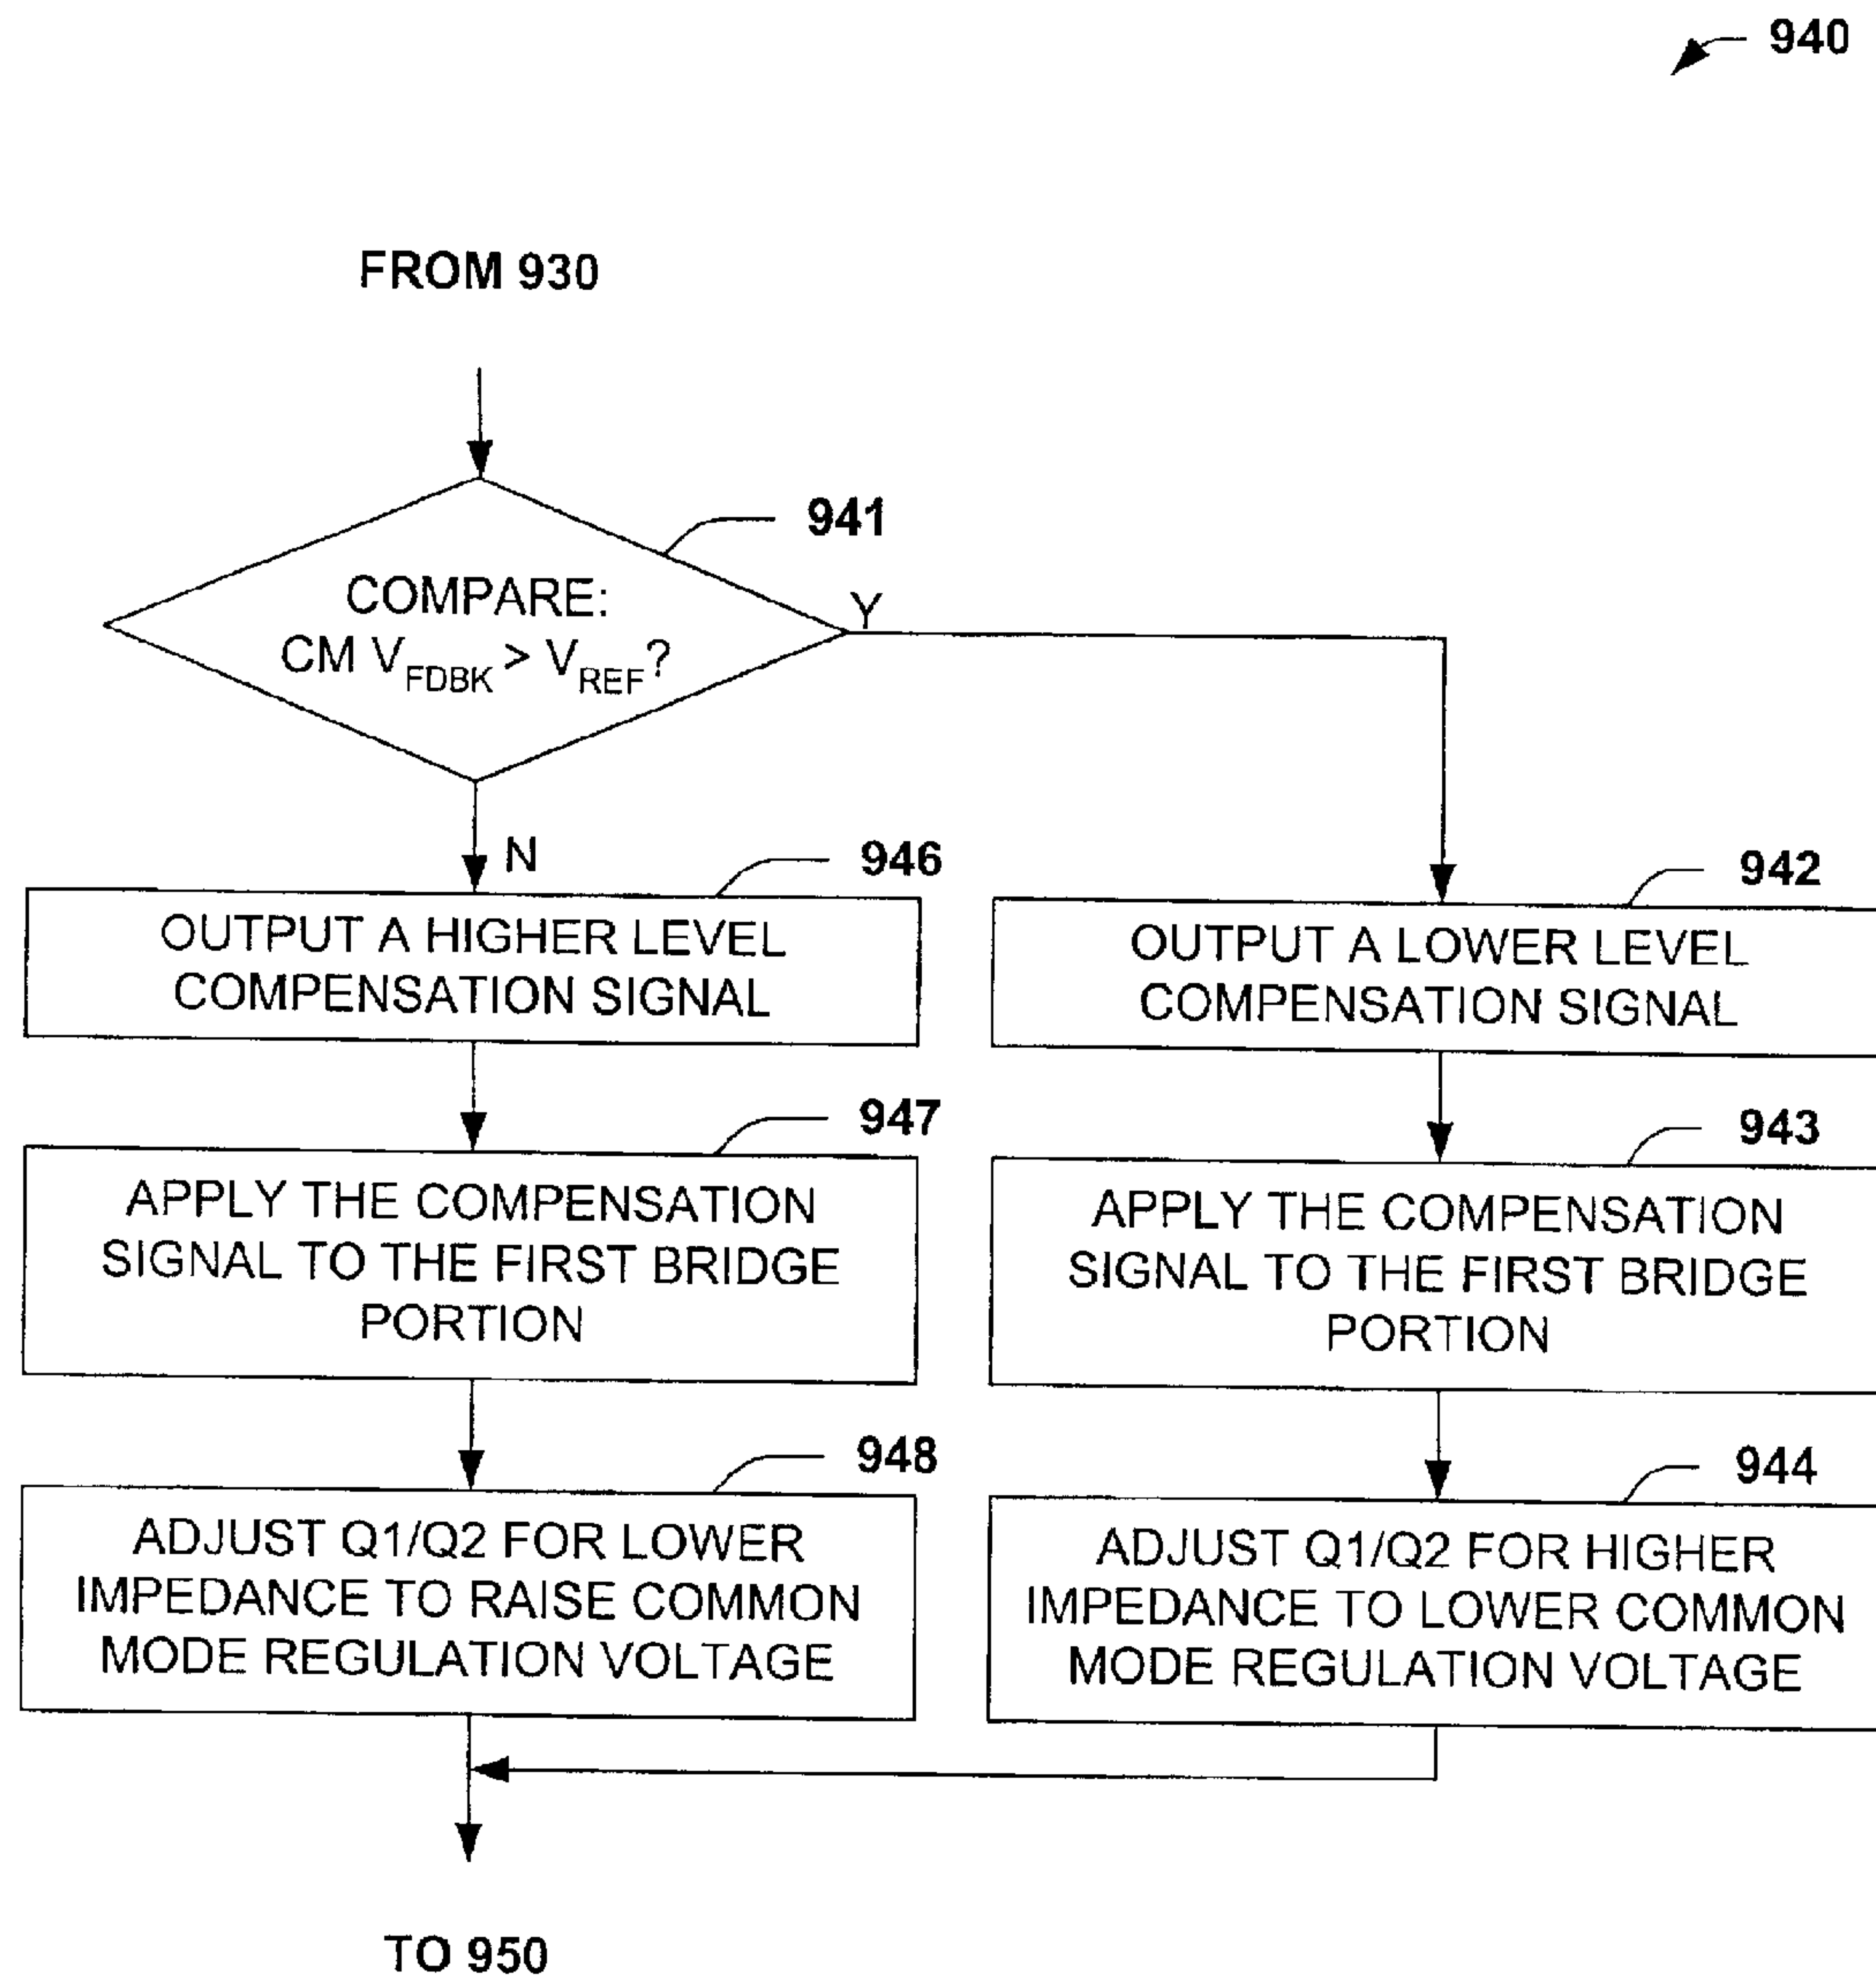 940
FROM 930
941
COMPARE:
CM V_FDBK > V_REF?
Y
N
946
OUTPUT A HIGHER LEVEL
COMPENSATION SIGNAL
947
APPLY THE COMPENSATION
SIGNAL TO THE FIRST BRIDGE
PORTION
948
ADJUST Q1/Q2 FOR LOWER
IMPEDANCE TO RAISE COMMON
MODE REGULATION VOLTAGE
942
OUTPUT A LOWER LEVEL
COMPENSATION SIGNAL
943
APPLY THE COMPENSATION
SIGNAL TO THE FIRST BRIDGE
PORTION
944
ADJUST Q1/Q2 FOR HIGHER
IMPEDANCE TO LOWER COMMON
MODE REGULATION VOLTAGE
TO 950